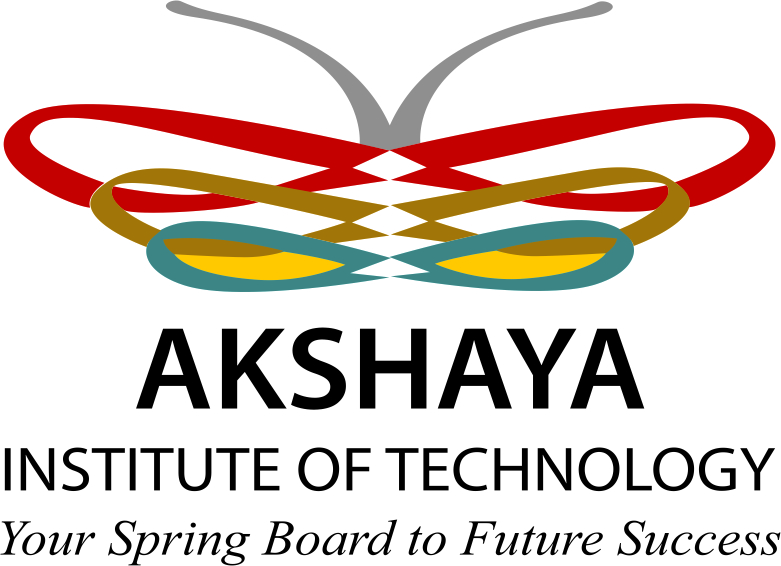 AKSHAYA
INSTITUTE OF TECHNOLOGY
Your Spring Board to Future Success